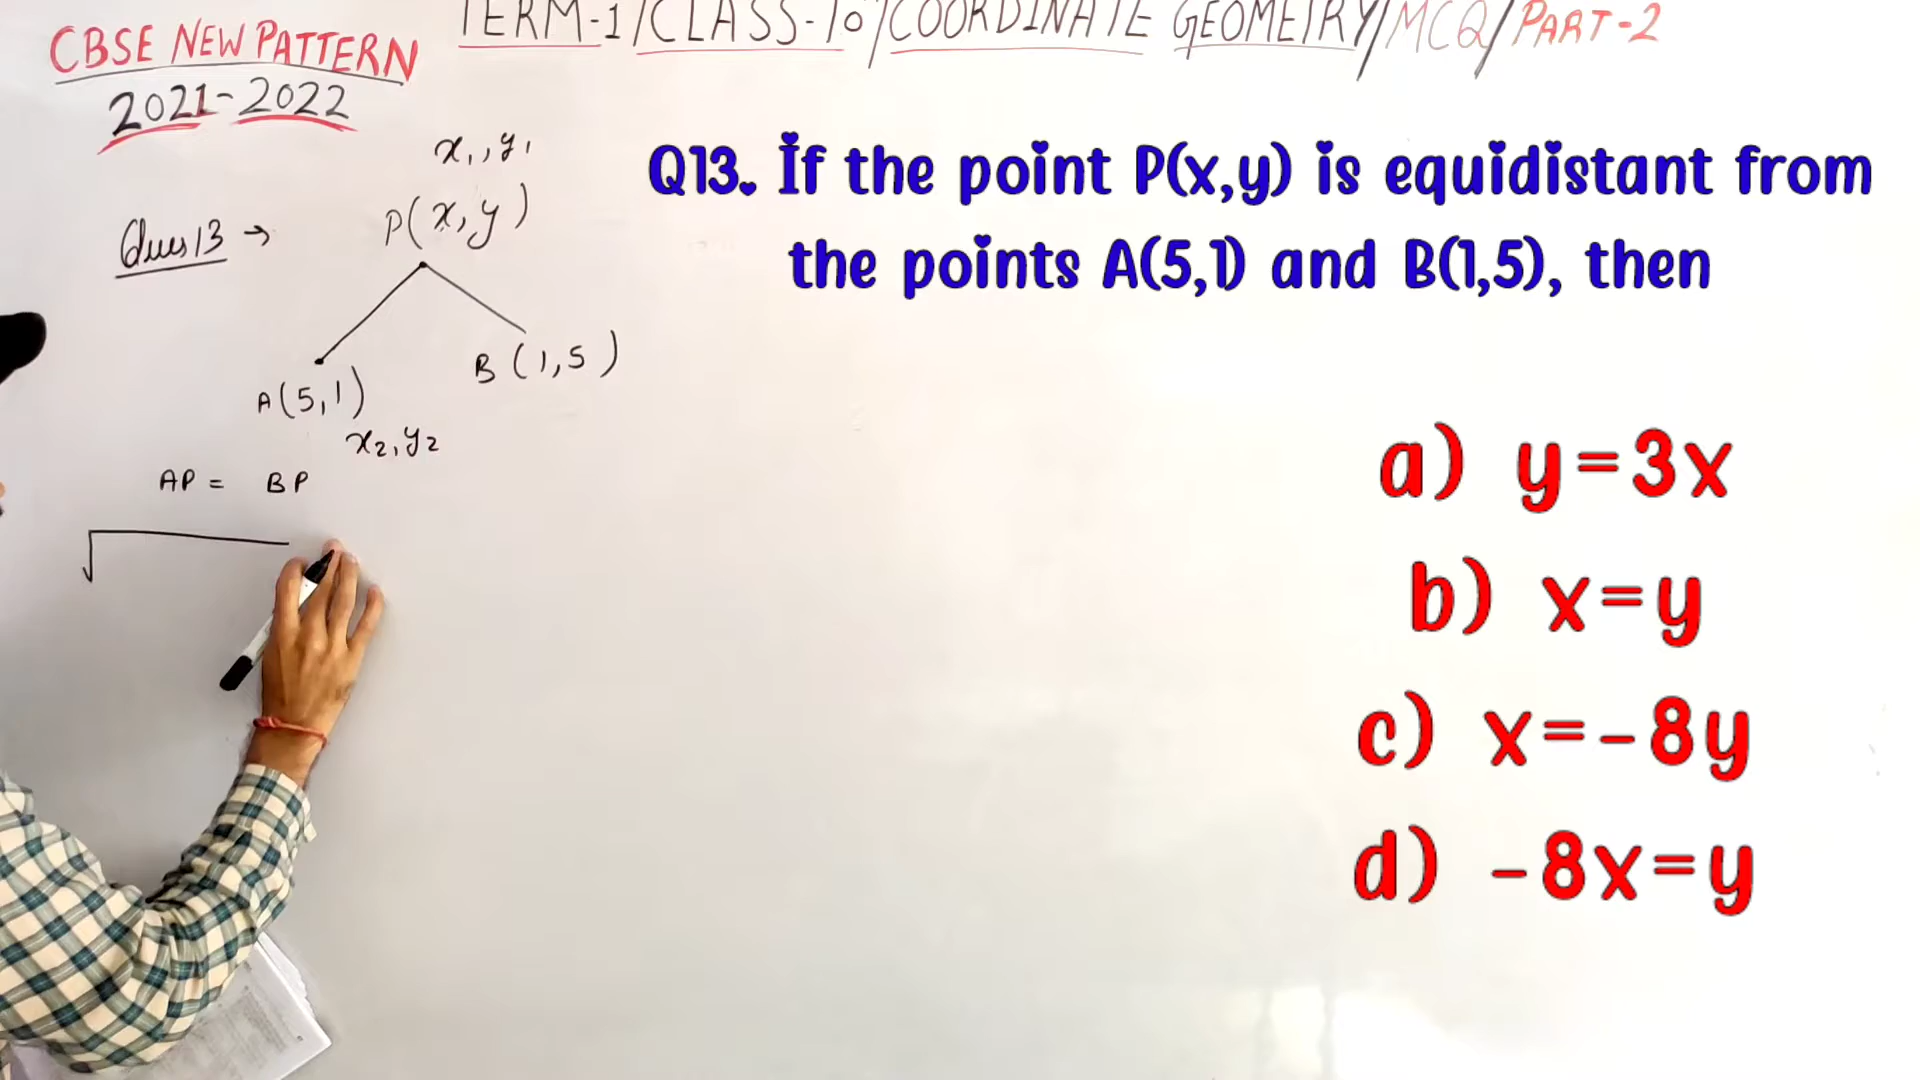 TERM-1/CLASS-10/COORDINATE GEOMETRY/MCQ/PART-2
CBSE NEW PATTERN
2021-2022
Ques 13 →
x₁, y₁
P(x, y)
A(5,1)
x₂, y₂
B (1,5)
AP = BP
Q13. If the point P(x,y) is equidistant from
the points A(5,1) and B(1,5), then
a) y=3x
b) x=y
c) x=-8y
d) -8x=y